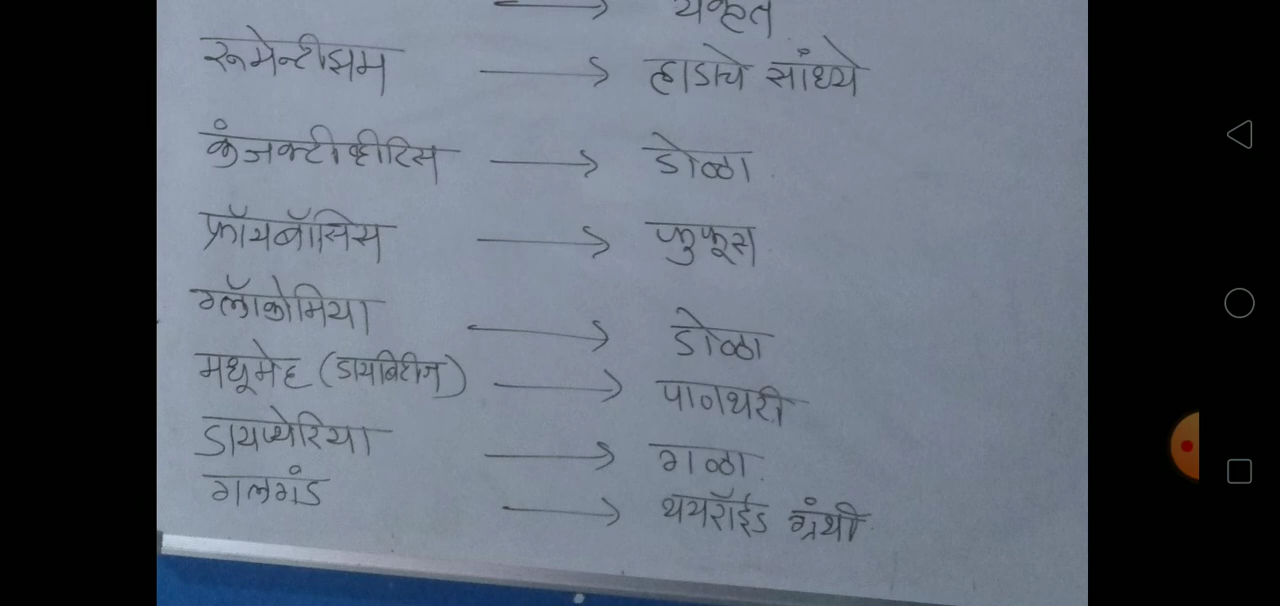 → यकृत
रूमेन्टीझम → हाडाचे सांध्ये
कंजक्टीव्हीटिस → डोळा
फ्रॉयबॉसिस → फुफूस
ग्लॉकोमिया → डोळा
मधूमेह (डायबिटीज) → पानथरी
डायप्थेरिया → गळा
गलगंड → थयरॉईड ग्रंथी